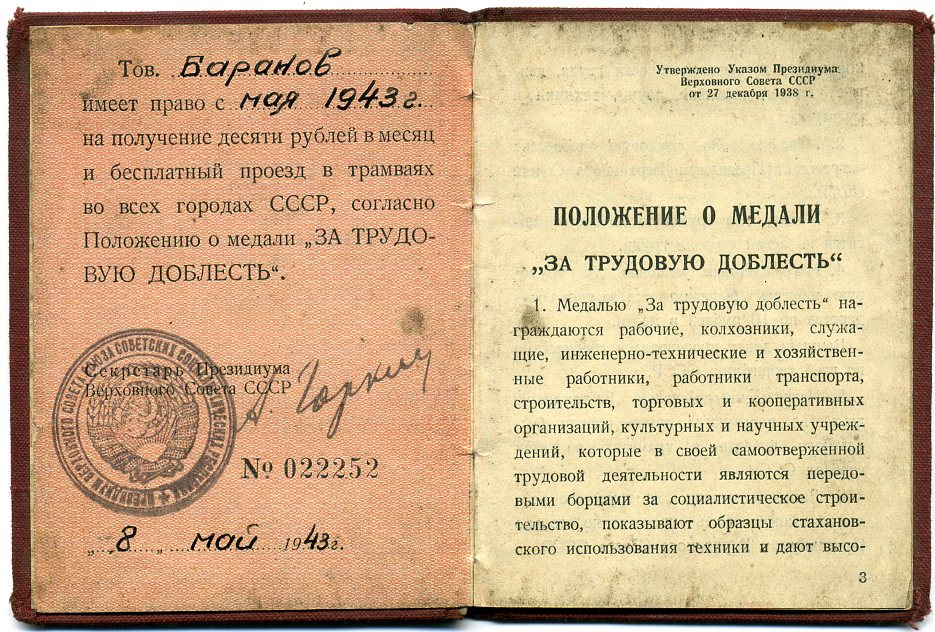 Тов. Баранов
имеет право с мая 1943 г.
на получение десяти рублей в месяц
и бесплатный проезд в трамваях
во всех городах СССР, согласно
Положению о медали „ЗА ТРУДО-
ВУЮ ДОБЛЕСТЬ“.
Секретарь Президиума
Верховного Совета СССР
А. Горкин
№ 022252
„8„ май 1943г.
Утверждено Указом Президиума
Верховного Совета СССР
от 27 декабря 1938 г.
ПОЛОЖЕНИЕ О МЕДАЛИ
„ЗА ТРУДОВУЮ ДОБЛЕСТЬ“
1. Медалью „За трудовую доблесть“ на-
граждаются рабочие, колхозники, служа-
щие, инженерно-технические и хозяйствен-
ные работники, работники транспорта,
строительств, торговых и кооперативных
организаций, культурных и научных учреж-
дений, которые в своей самоотверженной
трудовой деятельности являются передо-
выми борцами за социалистическое строи-
тельство, показывают образцы стаханов-
ского использования техники и дают высо-
3